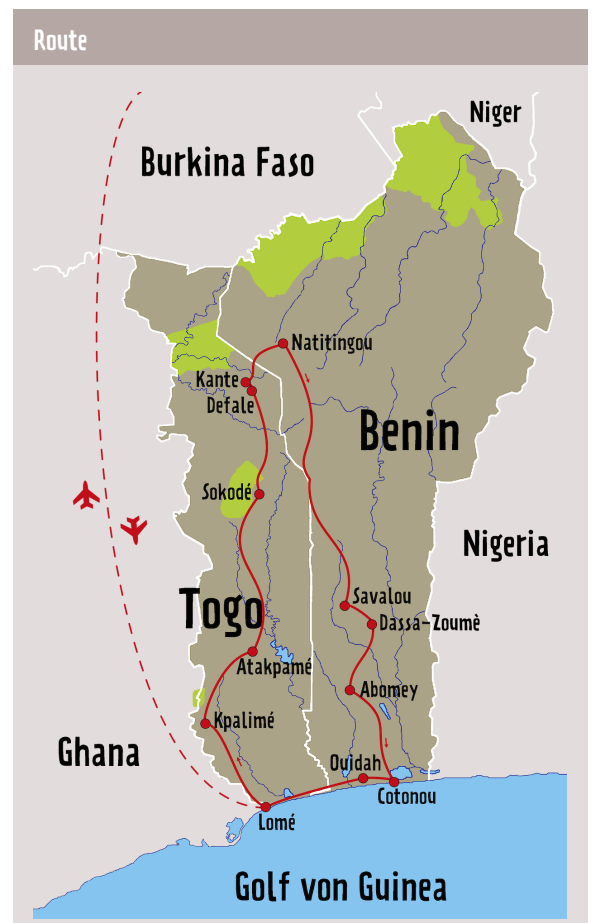 Route
Niger
Burkina Faso
Natitingou
Kante
Defale
Benin
Sokodé
Nigeria
Savalou
Togo
Dassa-Zoumè
Atakpamé
Abomey
Kpalimé
Ghana
Ouidah
Cotonou
Lomé
Golf von Guinea